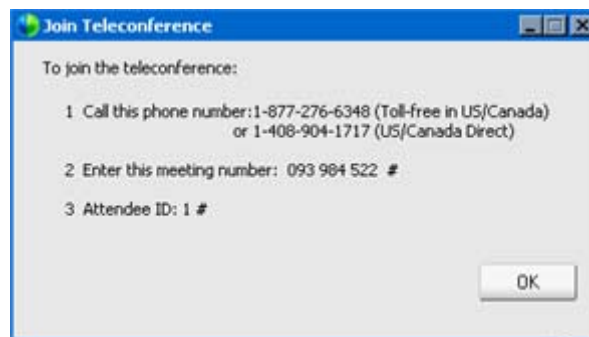 Join Teleconference
To join the teleconference:
1 Call this phone number:1-877-276-6348 (Toll-free in US/Canada)
or 1-408-904-1717 (US/Canada Direct)
2 Enter this meeting number: 093 984 522 #
3 Attendee ID: 1 #
OK